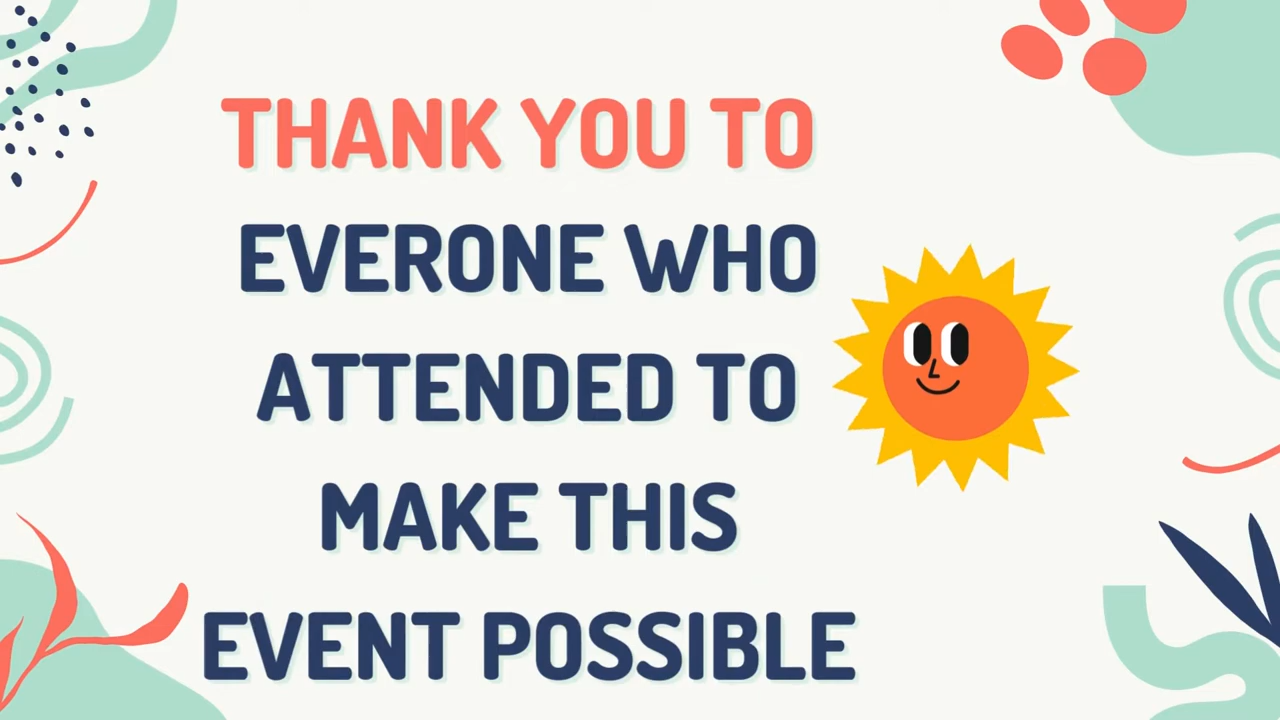 THANK YOU TO
EVERONE WHO
ATTENDED TO
MAKE THIS
EVENT POSSIBLE